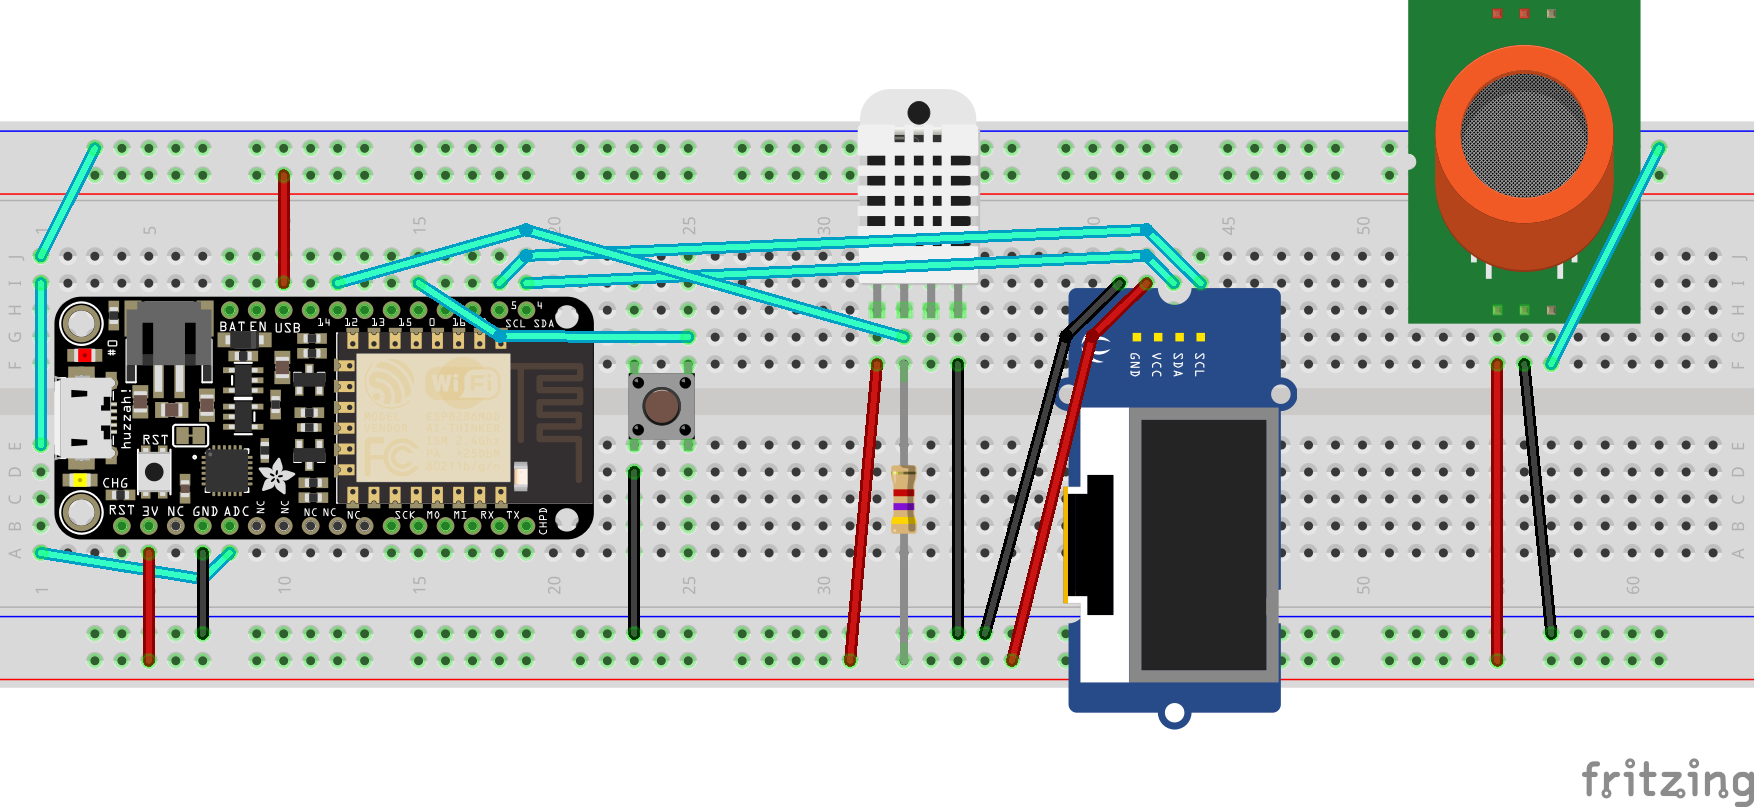 1 5 15 20 25 30 40 45 50
J
I
H
G
F
BAT EN USB 14 12 13 15 0 16 5 4
SCL SDA
#0
huzzah!
WiFi
FC
RST
CHG
RST 3V NC GND ADC NC NC NC NC NC SCK MO MI RX TX CHPD
GND VCC SDA SCL
J
I
H
G
F
E
D
C
B
A
E
D
C
B
A
1 10 15 20 25 30 50 60
fritzing